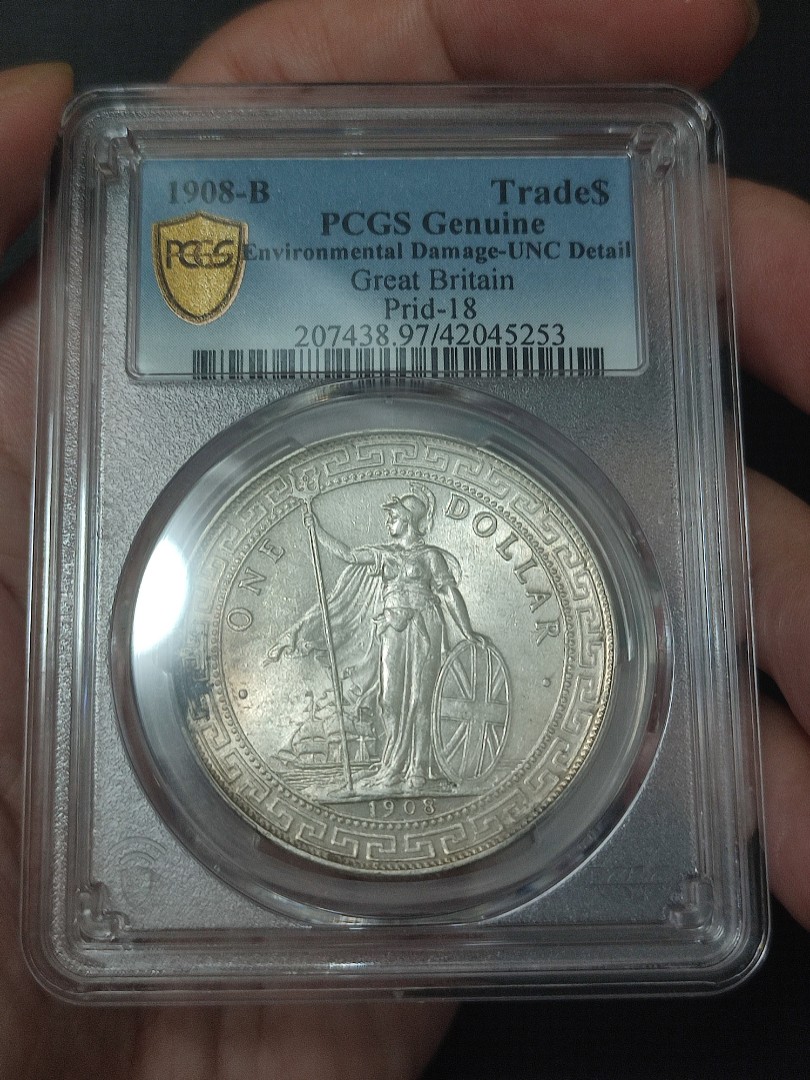 1908-B Trade$
PCGS Genuine
PCGS
Environmental Damage-UNC Detail
Great Britain
Prid-18
207438.97/42045253
ONE DOLLAR
1908